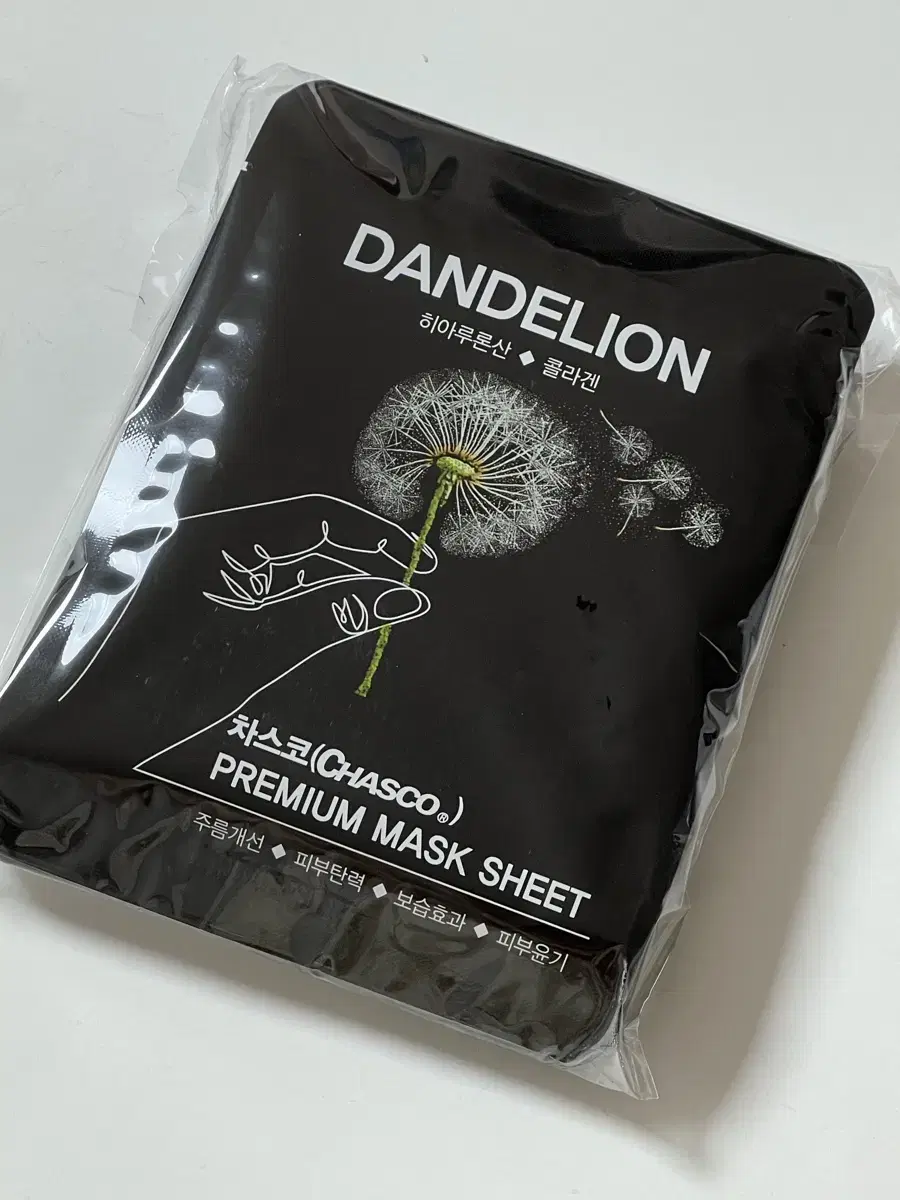 DANDELION
히아루론산 ◆ 콜라겐
차스코(CHASCO®)
PREMIUM MASK SHEET
주름개선 ◆ 피부탄력 ◆ 보습효과 ◆ 피부윤기